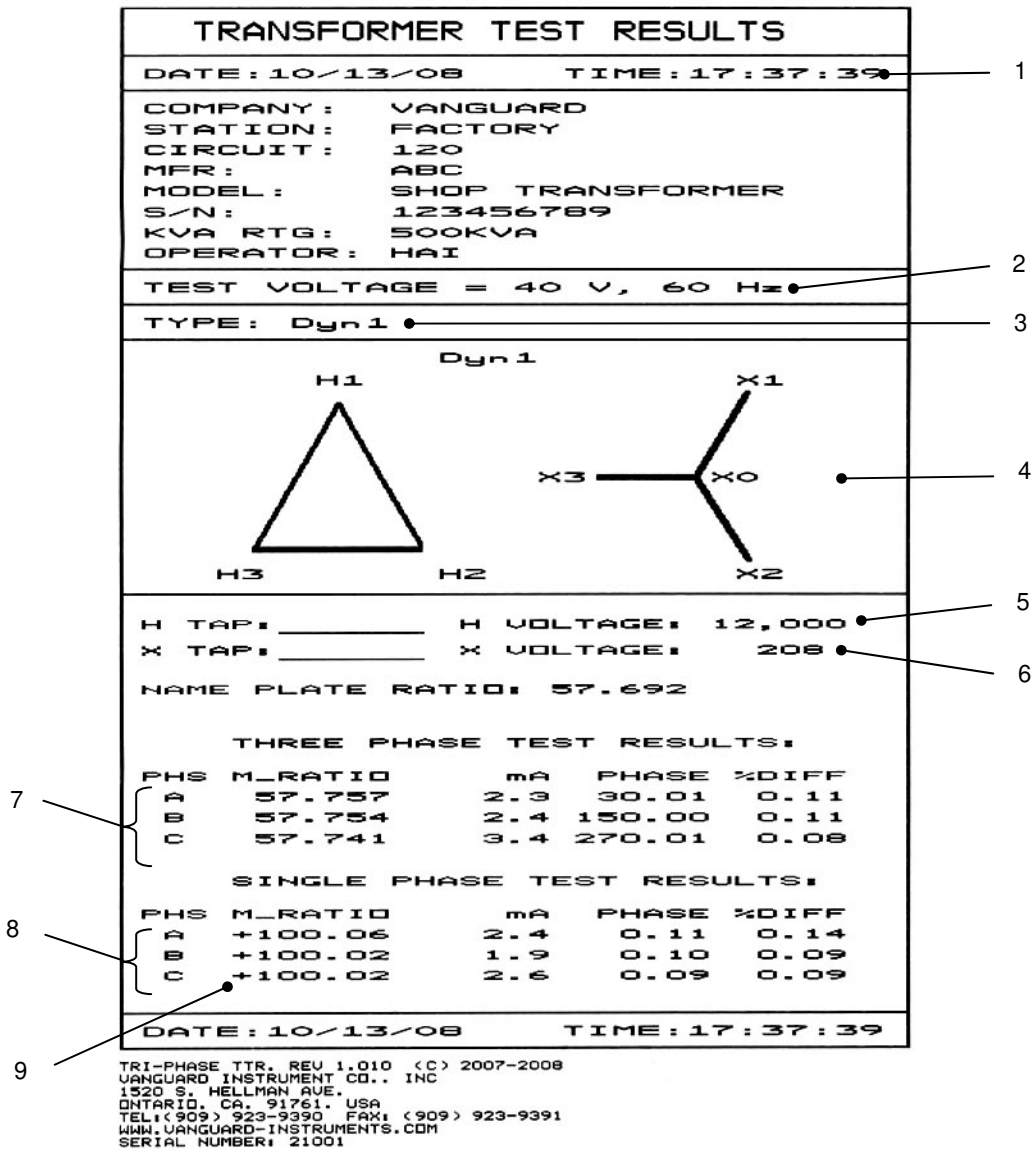 TRANSFORMER TEST RESULTS
DATE:10/13/08 TIME:17:37:39
1
COMPANY: VANGUARD
STATION: FACTORY
CIRCUIT: 120
MFR: ABC
MODEL: SHOP TRANSFORMER
S/N: 123456789
KVA RTG: 500KVA
OPERATOR: HAI
2
TEST VOLTAGE = 40 V, 60 Hz
TYPE: Dyn1
3
Dyn1
H1 X1
X3 X0
4
H3 H2 X2
H TAP: H VOLTAGE: 12,000
5
X TAP: X VOLTAGE: 208
6
NAME PLATE RATIO: 57.692
THREE PHASE TEST RESULTS:
PHS M_RATIO mA PHASE %DIFF
7
A 57.757 2.3 30.01 0.11
B 57.754 2.4 150.00 0.11
C 57.741 3.4 270.01 0.08
SINGLE PHASE TEST RESULTS:
PHS M_RATIO mA PHASE %DIFF
8
A +100.06 2.4 0.11 0.14
B +100.02 1.9 0.10 0.09
C +100.02 2.6 0.09 0.09
9
DATE:10/13/08 TIME:17:37:39
TRI-PHASE TTR. REV 1.010 (C) 2007-2008
VANGUARD INSTRUMENT CO., INC
1520 S. HELLMAN AVE.
ONTARIO. CA. 91761. USA
TEL:(909) 923-9390 FAX: (909) 923-9391
WWW.VANGUARD-INSTRUMENTS.COM
SERIAL NUMBER: 21001